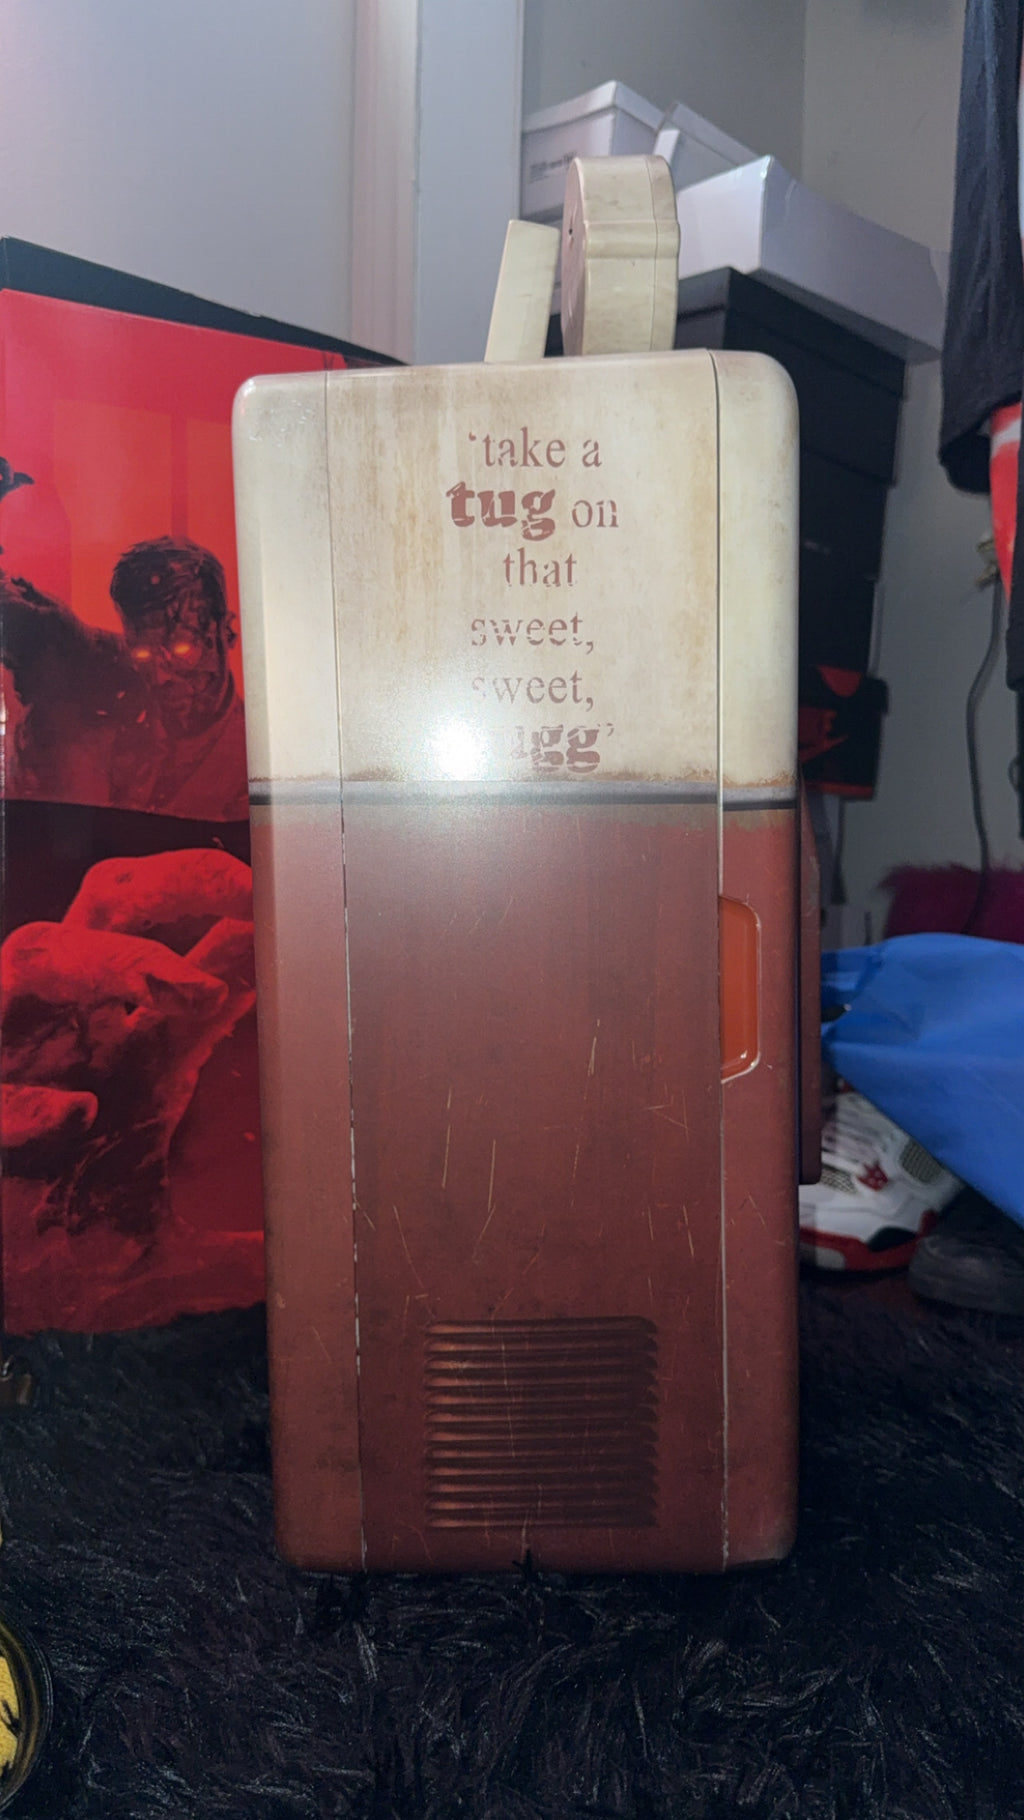 ‘take a
tug on
that
sweet,
sweet,